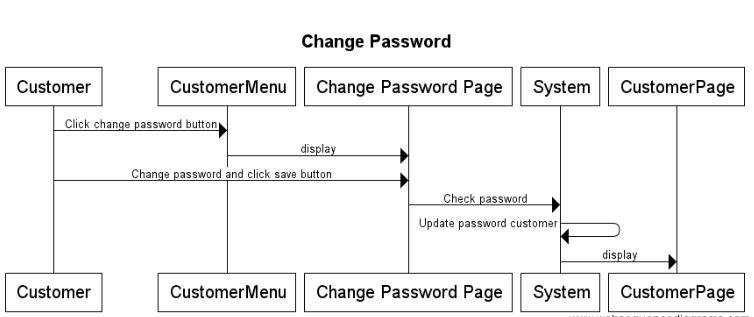 Change Password
Customer CustomerMenu Change Password Page System CustomerPage
Click change password button
display
Change password and click save button
Check password
Update password customer
display
Customer CustomerMenu Change Password Page System CustomerPage